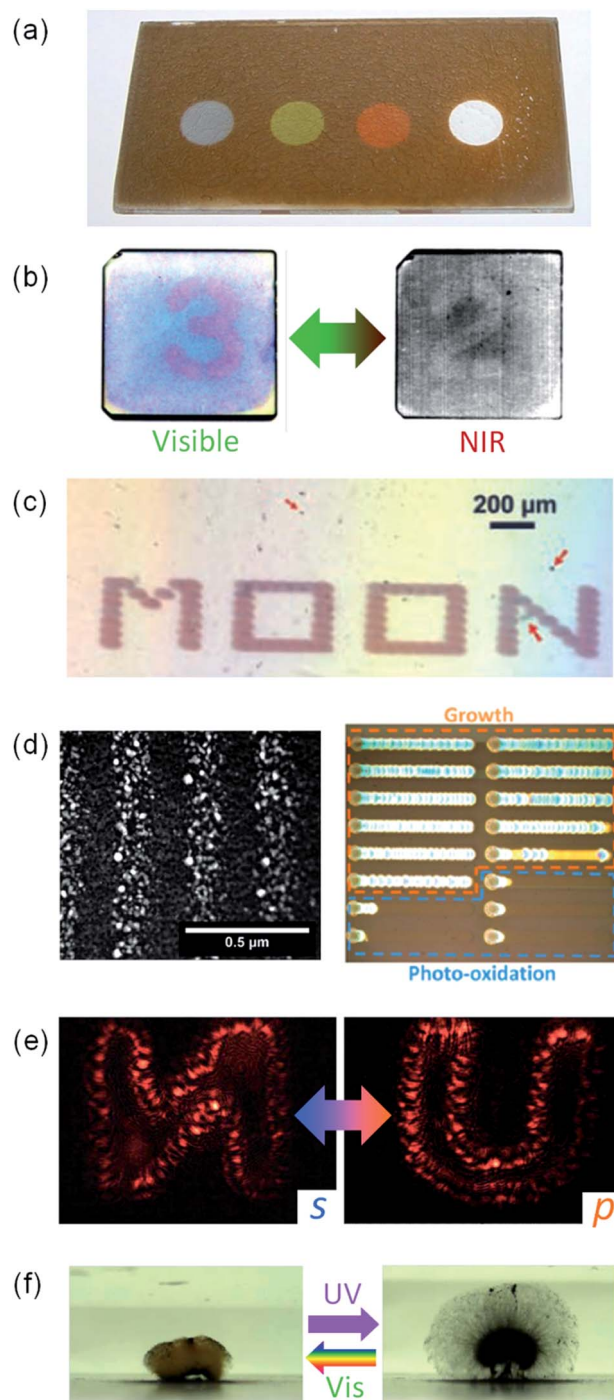 (a)
(b)
3
Visible
NIR
(c)
200 µm
MOON
(d)
0.5 µm
Growth
Photo-oxidation
(e)
s
p
(f)
UV
Vis